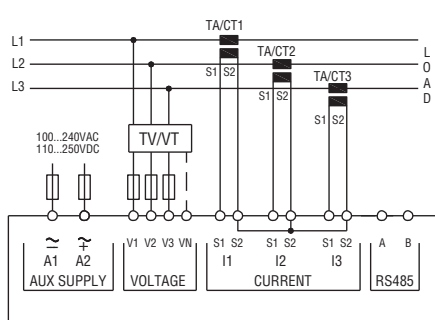 TA/CT1
L1
TA/CT2
L2
S1 S2
TA/CT3
L3
S1 S2
S1 S2
LOAD
100...240VAC
110...250VDC
TV/VT
V1 V2 V3 VN S1 S2 S1 S2 S1 S2 A B
A1 A2 I1 I2 I3
AUX SUPPLY VOLTAGE CURRENT RS485